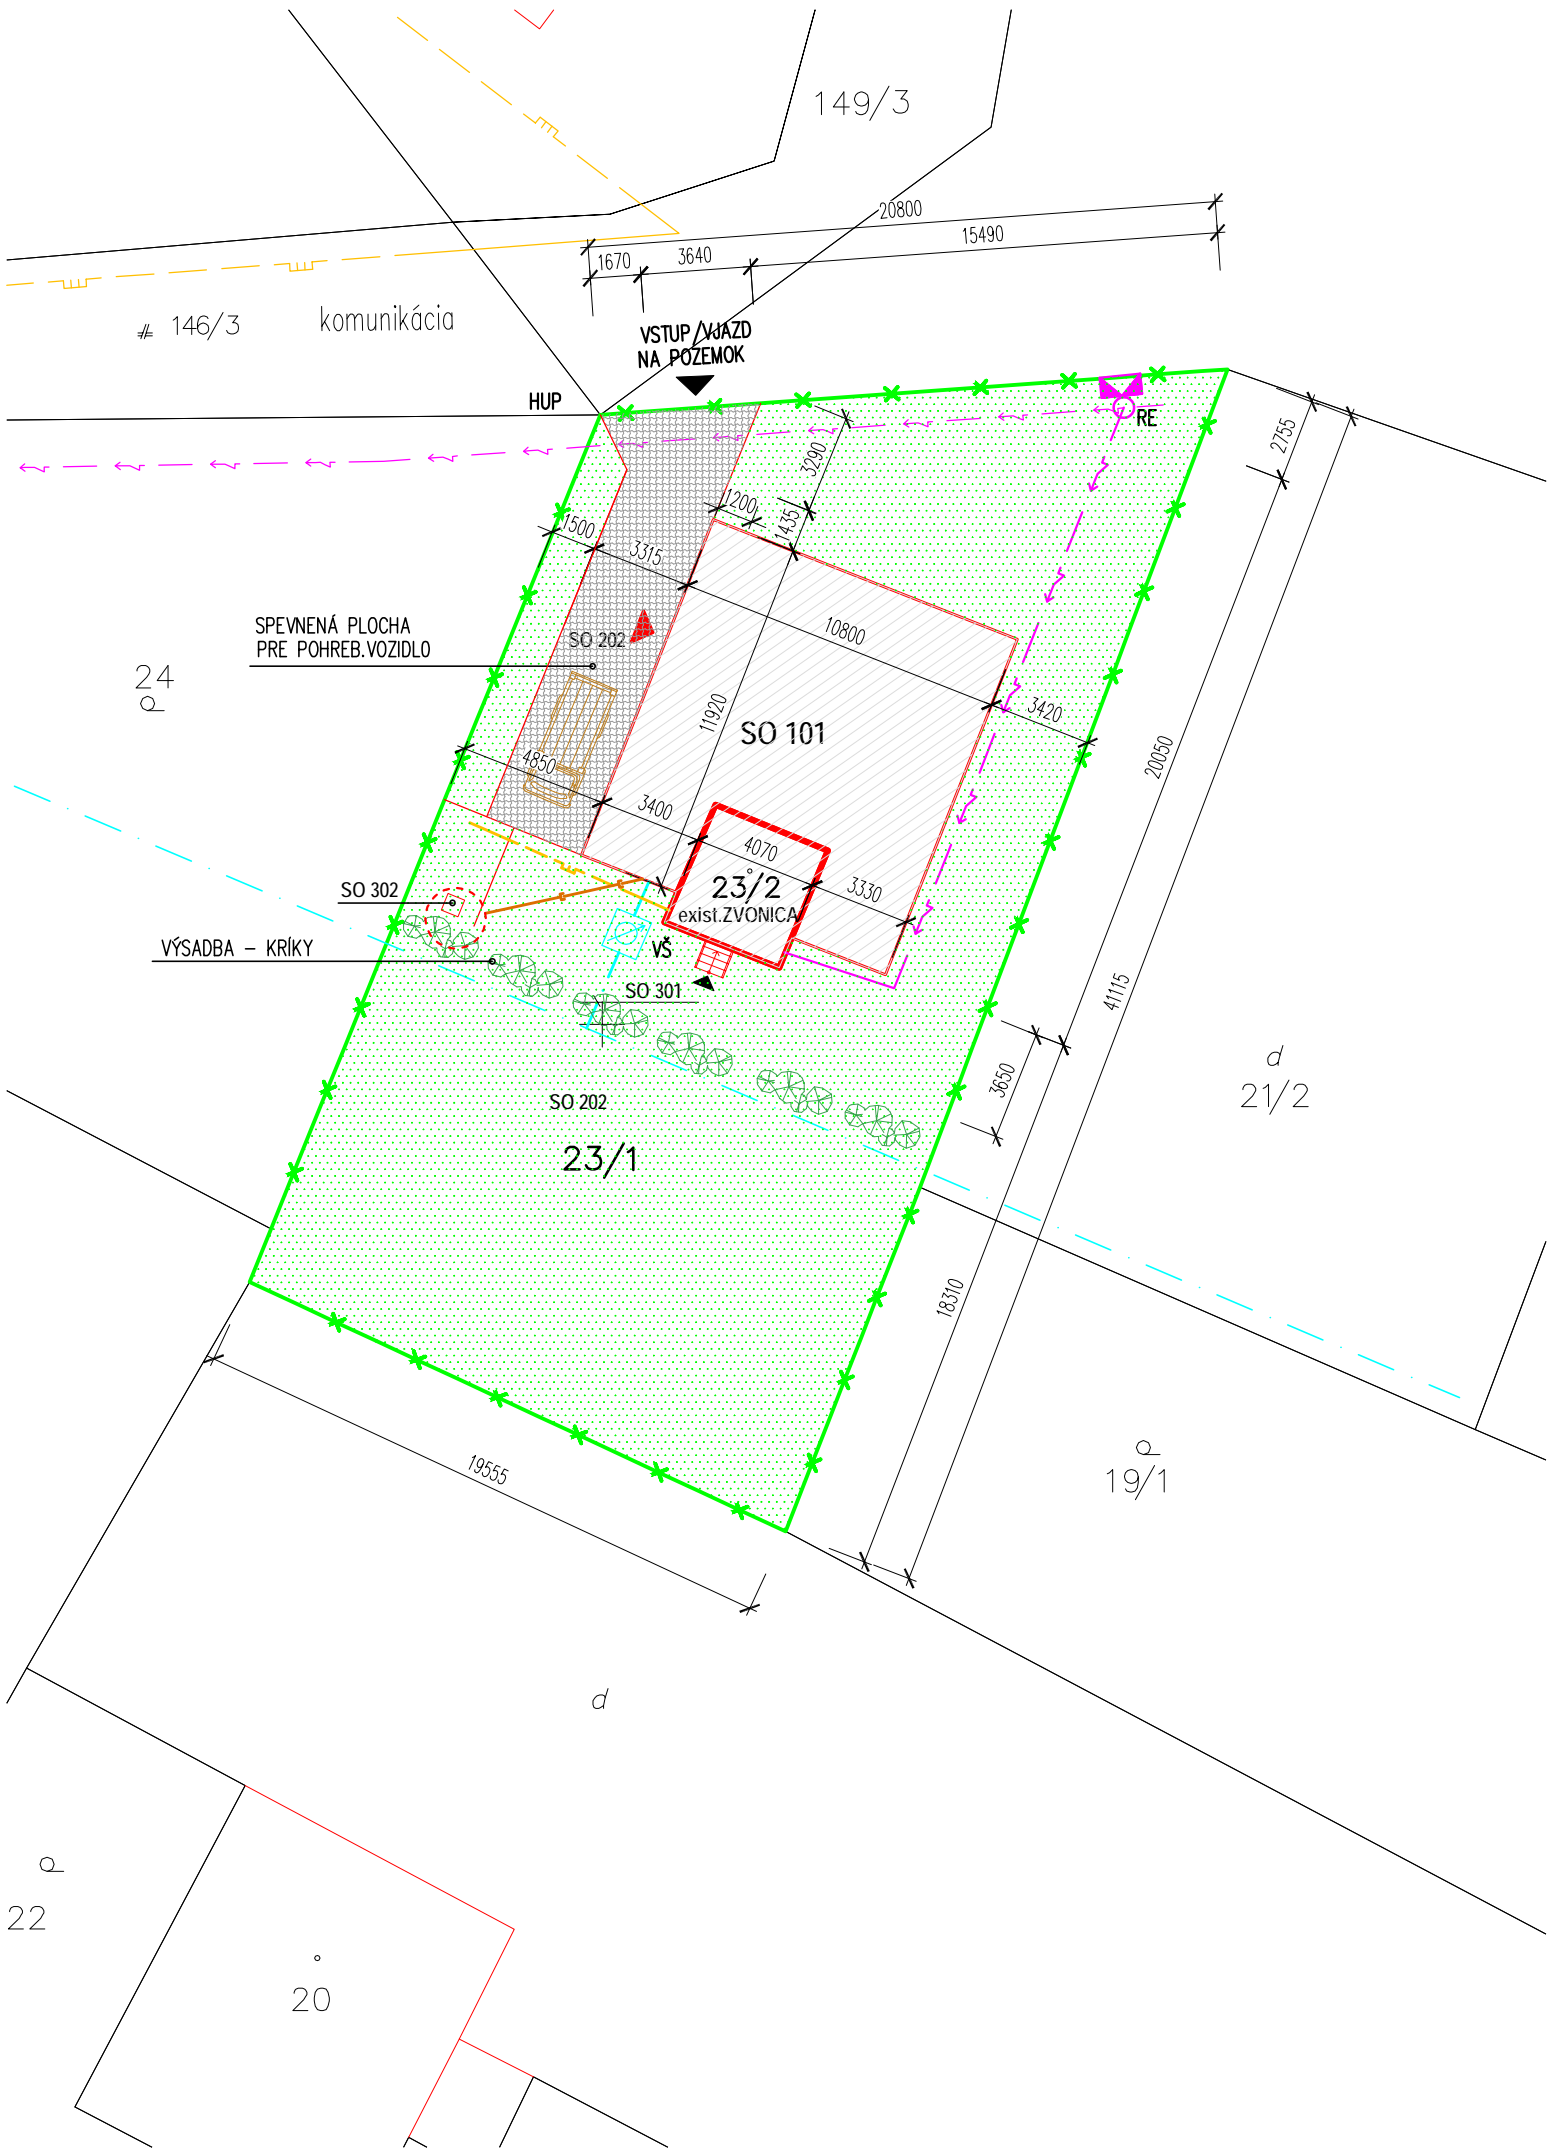 149/3
20800
15490
1670
3640
146/3
komunikácia
VSTUP/VJAZD
NA POZEMOK
HUP
RE
2755
3290
1200
1435
1500
3315
SPEVNENÁ PLOCHA
PRE POHREB.VOZIDLO
SO 202
10800
24
11920
SO 101
3420
20050
4850
3400
4070
23/2
exist.ZVONICA
3330
SO 302
VÝSADBA - KRÍKY
VŠ
SO 301
41115
3650
d
21/2
SO 202
23/1
18310
19555
19/1
d
22
20